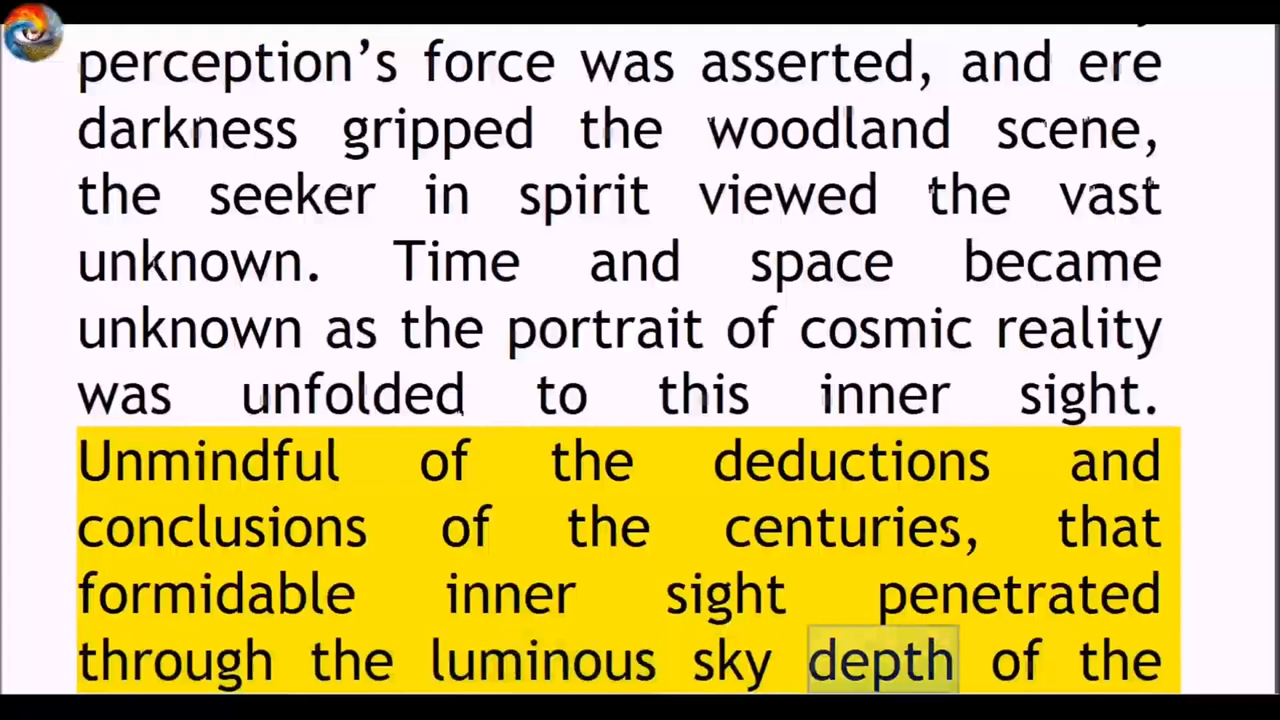 perception’s force was asserted, and ere
darkness gripped the woodland scene,
the seeker in spirit viewed the vast
unknown. Time and space became
unknown as the portrait of cosmic reality
was unfolded to this inner sight.
Unmindful of the deductions and
conclusions of the centuries, that
formidable inner sight penetrated
through the luminous sky depth of the